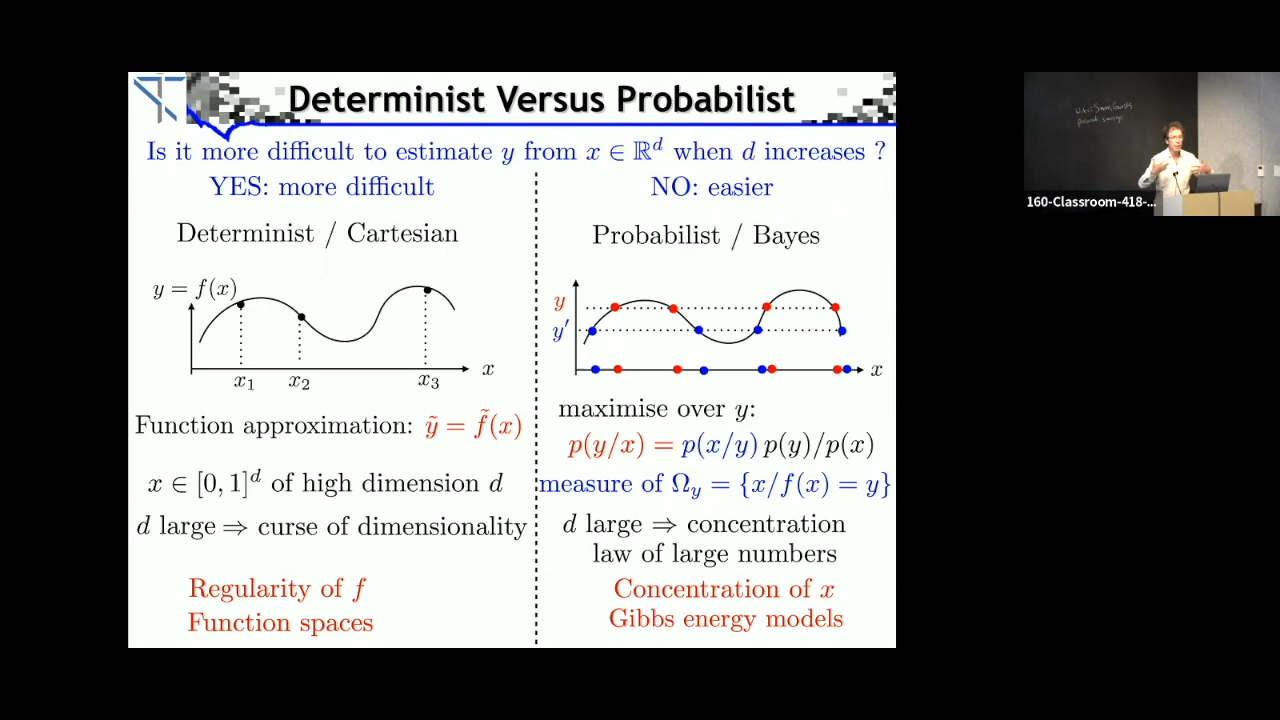 Determinist Versus Probabilist
Is it more difficult to estimate y from x ∈ ℝ^d when d increases ?
YES: more difficult
Determinist / Cartesian
y = f(x)
x
x_1 x_2 x_3
Function approximation: ỹ = f̃(x)
x ∈ [0, 1]^d of high dimension d
d large ⇒ curse of dimensionality
Regularity of f
Function spaces
NO: easier
Probabilist / Bayes
y
y′
x
maximise over y:
p(y/x) = p(x/y) p(y)/p(x)
measure of Ω_y = {x/f(x) = y}
d large ⇒ concentration
law of large numbers
Concentration of x
Gibbs energy models
160-Classroom-418-...